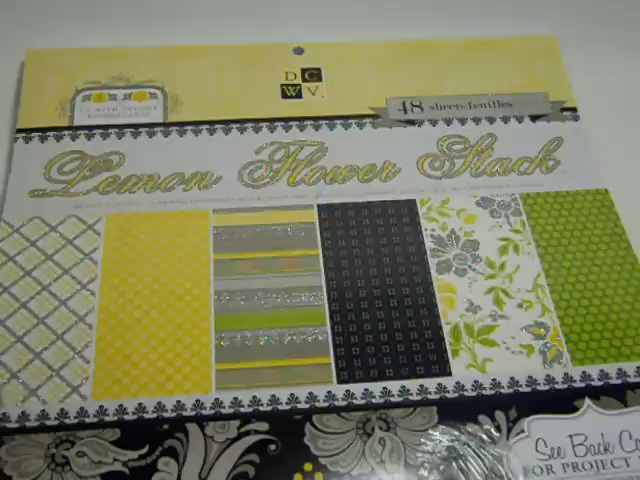 D C
W V
48 sheets/feuilles
Lemon Flower Stack
See Back Co
FOR PROJECT